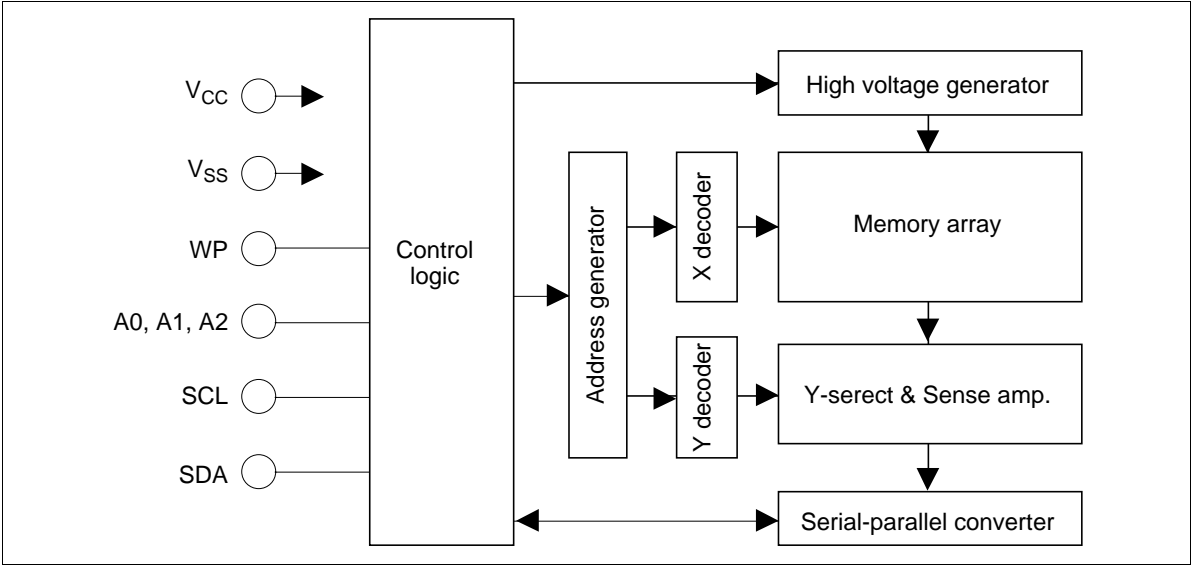 VCC
VSS
WP
A0, A1, A2
SCL
SDA
Control
logic
Address generator
X decoder
Y decoder
High voltage generator
Memory array
Y-serect & Sense amp.
Serial-parallel converter